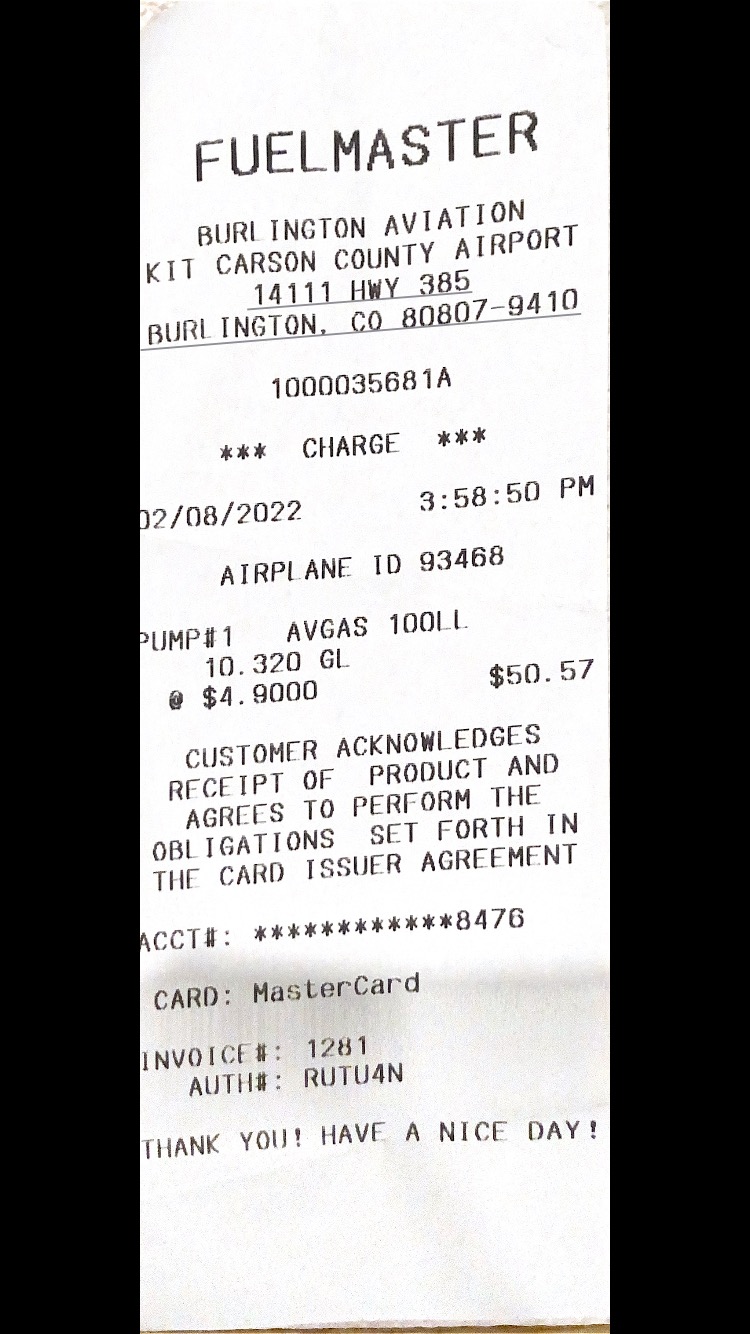 FUELMASTER
BURLINGTON AVIATION
KIT CARSON COUNTY AIRPORT
14111 HWY 385
BURLINGTON, CO 80807-9410
1000035681A
*** CHARGE ***
02/08/2022 3:58:50 PM
AIRPLANE ID 93468
PUMP#1 AVGAS 100LL
10.320 GL
@ $4.9000 $50.57
CUSTOMER ACKNOWLEDGES
RECEIPT OF PRODUCT AND
AGREES TO PERFORM THE
OBLIGATIONS SET FORTH IN
THE CARD ISSUER AGREEMENT
ACCT#: ************8476
CARD: MasterCard
INVOICE#: 1281
AUTH#: RUTU4N
THANK YOU! HAVE A NICE DAY!